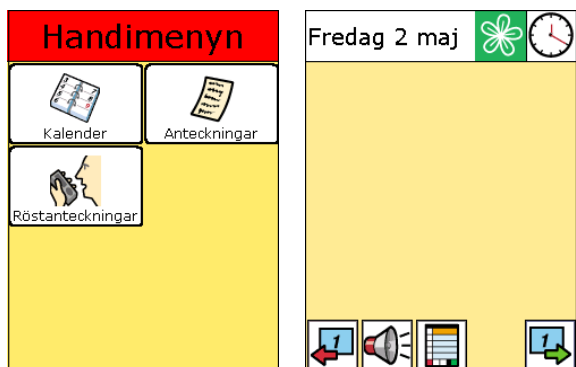 Handimenyn
Kalender
Anteckningar
Röstanteckningar
Fredag 2 maj
1
1